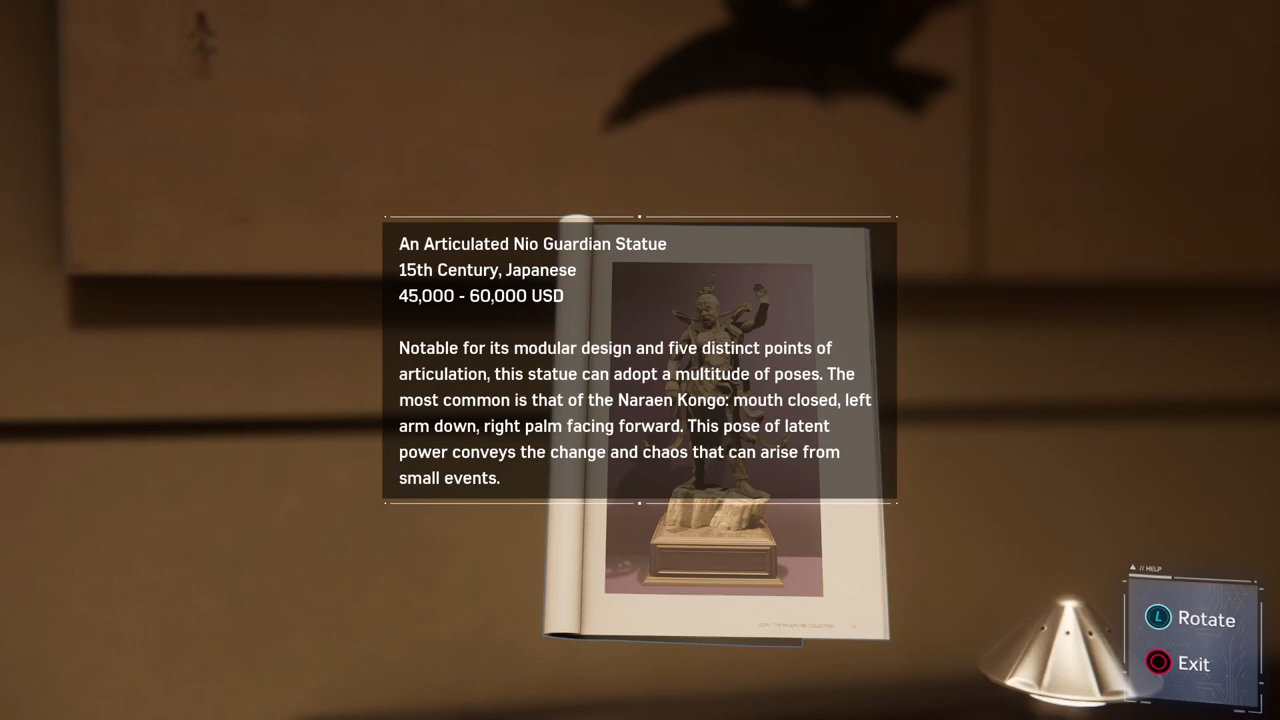 An Articulated Nio Guardian Statue
15th Century, Japanese
45,000 - 60,000 USD
Notable for its modular design and five distinct points of
articulation, this statue can adopt a multitude of poses. The
most common is that of the Naraen Kongo: mouth closed, left
arm down, right palm facing forward. This pose of latent
power conveys the change and chaos that can arise from
small events.
// HELP
L Rotate
Exit